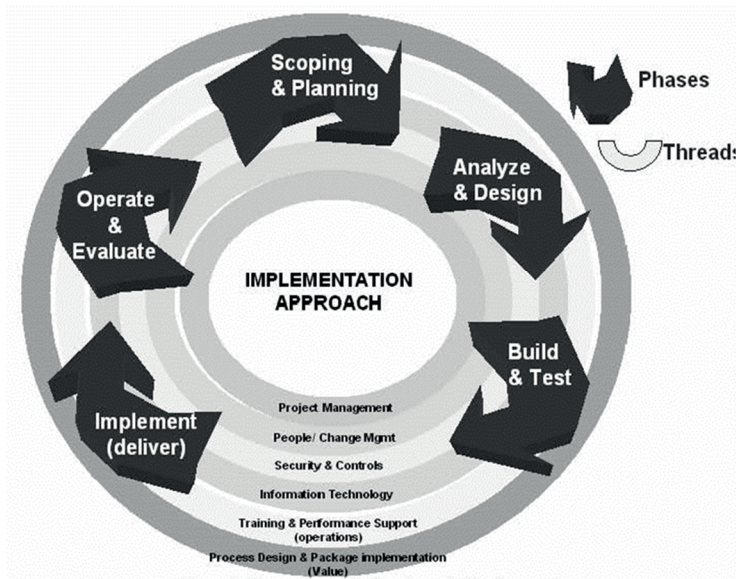 Scoping
& Planning
Phases
Threads
Analyze
& Design
Operate
&
Evaluate
IMPLEMENTATION
APPROACH
Build
& Test
Implement
(deliver)
Project Management
People/ Change Mgmt
Security & Controls
Information Technology
Training & Performance Support
(operations)
Process Design & Package implementation
(Value)